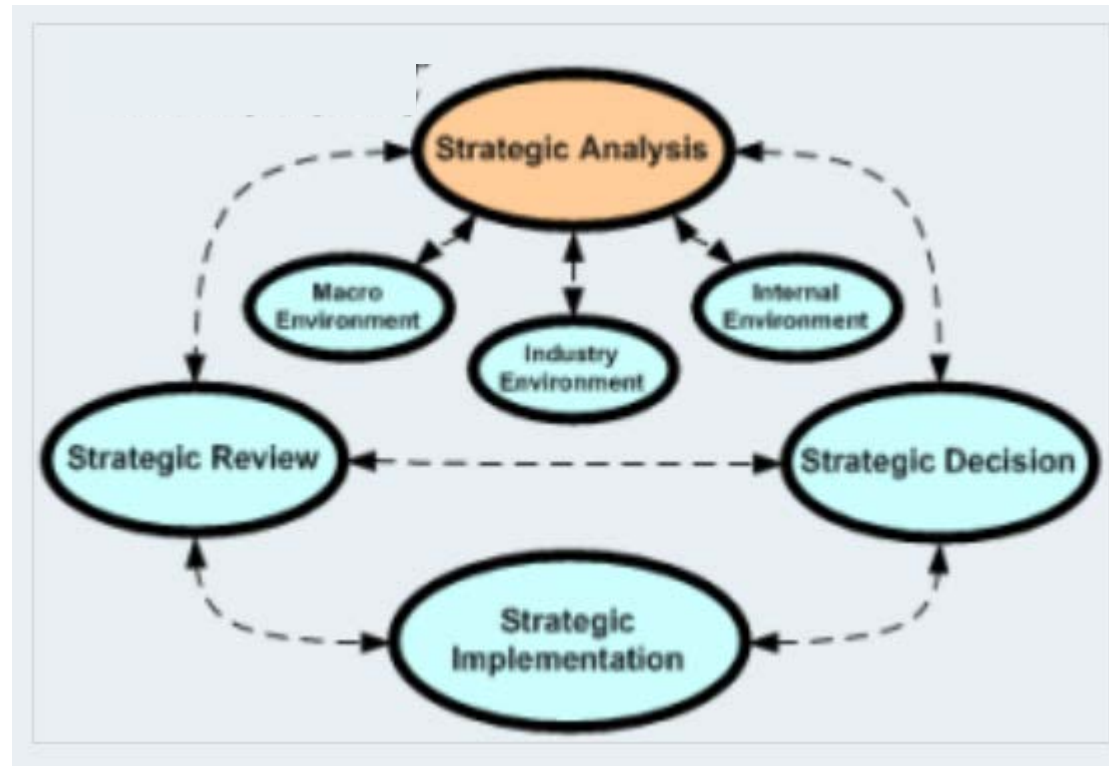 Strategic Analysis
Macro
Environment
Internal
Environment
Industry
Environment
Strategic Review
Strategic Decision
Strategic
Implementation